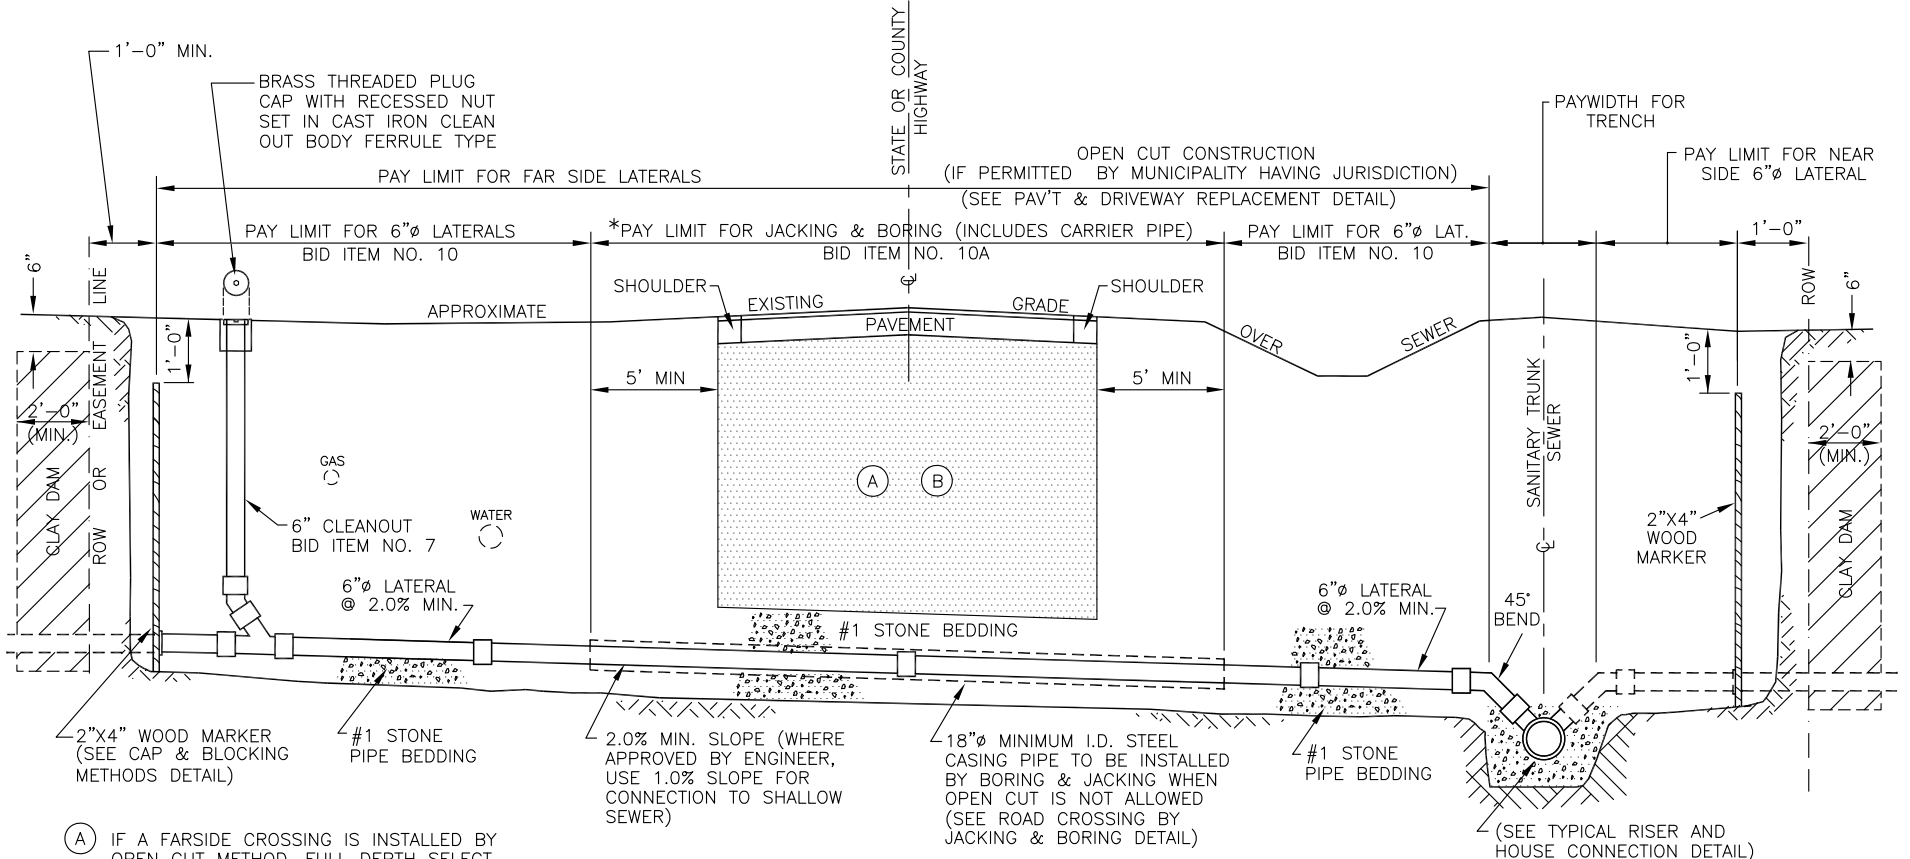 1'-0" MIN.
BRASS THREADED PLUG
CAP WITH RECESSED NUT
SET IN CAST IRON CLEAN
OUT BODY FERRULE TYPE
STATE OR COUNTY
HIGHWAY
PAYWIDTH FOR
TRENCH
PAY LIMIT FOR NEAR
SIDE 6"ø LATERAL
PAY LIMIT FOR FAR SIDE LATERALS
OPEN CUT CONSTRUCTION
(IF PERMITTED BY MUNICIPALITY HAVING JURISDICTION)
(SEE PAV'T & DRIVEWAY REPLACEMENT DETAIL)
PAY LIMIT FOR 6"ø LATERALS
BID ITEM NO. 10
*PAY LIMIT FOR JACKING & BORING (INCLUDES CARRIER PIPE)
BID ITEM NO. 10A
PAY LIMIT FOR 6"ø LAT.
BID ITEM NO. 10
1'-0"
6"
ROW OR EASEMENT LINE
SHOULDER
EXISTING
GRADE
SHOULDER
ROW
6"
APPROXIMATE
PAVEMENT
OVER
SEWER
1'-0"
1'-0"
5' MIN
5' MIN
2'-0"
(MIN.)
CLAY DAM
GAS
WATER
A
B
SANITARY TRUNK
SEWER
2'-0"
(MIN.)
CLAY DAM
6" CLEANOUT
BID ITEM NO. 7
2"X4"
WOOD
MARKER
6"ø LATERAL
@ 2.0% MIN.
6"ø LATERAL
@ 2.0% MIN.
45°
BEND
#1 STONE BEDDING
2"X4" WOOD MARKER
(SEE CAP & BLOCKING
METHODS DETAIL)
#1 STONE
PIPE BEDDING
2.0% MIN. SLOPE (WHERE
APPROVED BY ENGINEER,
USE 1.0% SLOPE FOR
CONNECTION TO SHALLOW
SEWER)
18"ø MINIMUM I.D. STEEL
CASING PIPE TO BE INSTALLED
BY BORING & JACKING WHEN
OPEN CUT IS NOT ALLOWED
(SEE ROAD CROSSING BY
JACKING & BORING DETAIL)
#1 STONE
PIPE BEDDING
(SEE TYPICAL RISER AND
HOUSE CONNECTION DETAIL)
A IF A FARSIDE CROSSING IS INSTALLED BY
OPEN CUT METHOD, FULL DEPTH SELECT